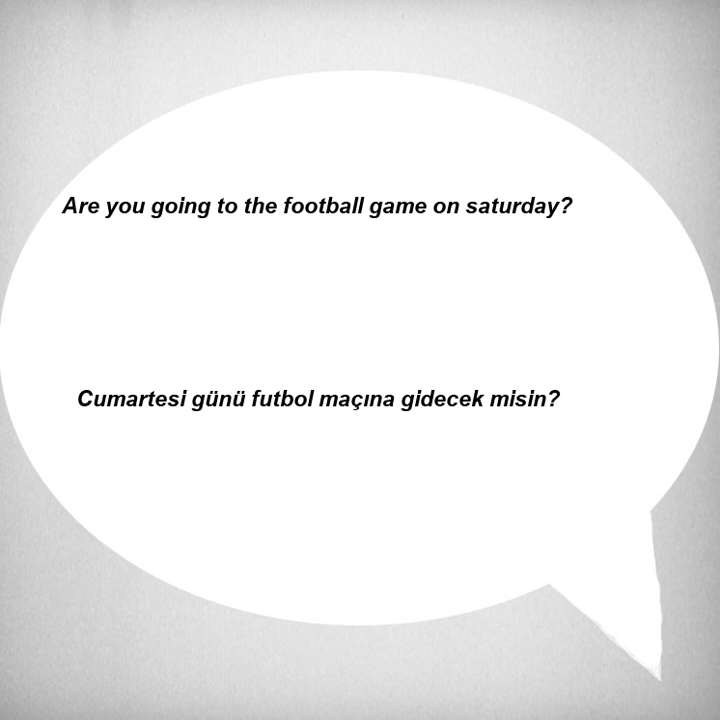 Are you going to the football game on saturday?
Cumartesi günü futbol maçına gidecek misin?